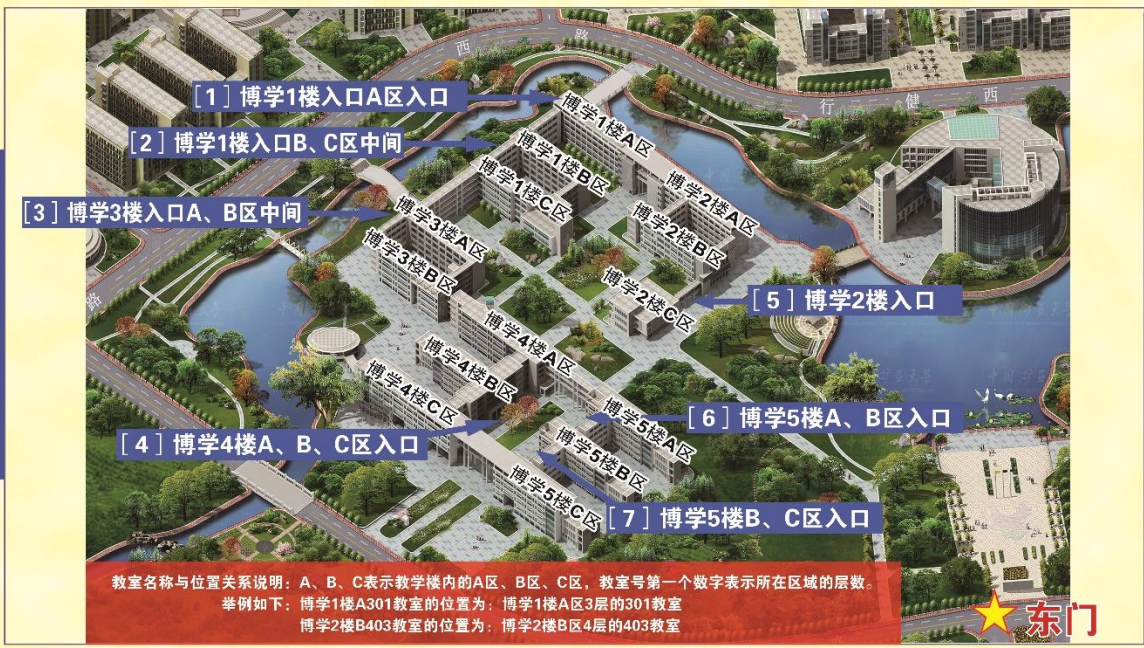 西
路
行
健
西
[1] 博学1楼入口A区入口
[2] 博学1楼入口B、C区中间
[3] 博学3楼入口A、B区中间
博学1楼A区
博学1楼B区
博学1楼C区
博学2楼A区
博学2楼B区
博学2楼C区
博学3楼A区
博学3楼B区
[5] 博学2楼入口
路
博学4楼A区
博学4楼B区
博学4楼C区
[4] 博学4楼A、B、C区入口
[6] 博学5楼A、B区入口
博学5楼A区
博学5楼B区
博学5楼C区
[7] 博学5楼B、C区入口
教室名称与位置关系说明：A、B、C表示教学楼内的A区、B区、C区，教室号第一个数字表示所在区域的层数。
举例如下：博学1楼A301教室的位置为：博学1楼A区3层的301教室
博学2楼B403教室的位置为：博学2楼B区4层的403教室
东门